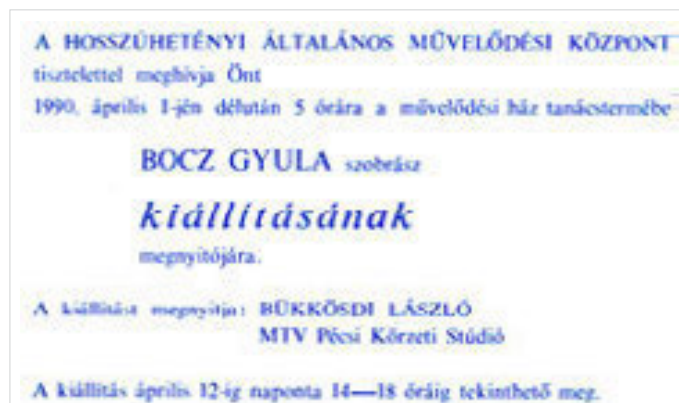 A HOSSZÚHETÉNYI ÁLTALÁNOS MŰVELŐDÉSI KÖZPONT
tisztelettel meghívja Önt
1990. április 1-jén délután 5 órára a művelődési ház tanácstermébe
BOCZ GYULA szobrász
kiállításának
megnyitójára.
A kiállítást megnyitja: BÜKKÖSDI LÁSZLÓ
MTV Pécsi Körzeti Stúdió
A kiállítás április 12-ig naponta 14—18 óráig tekinthető meg.